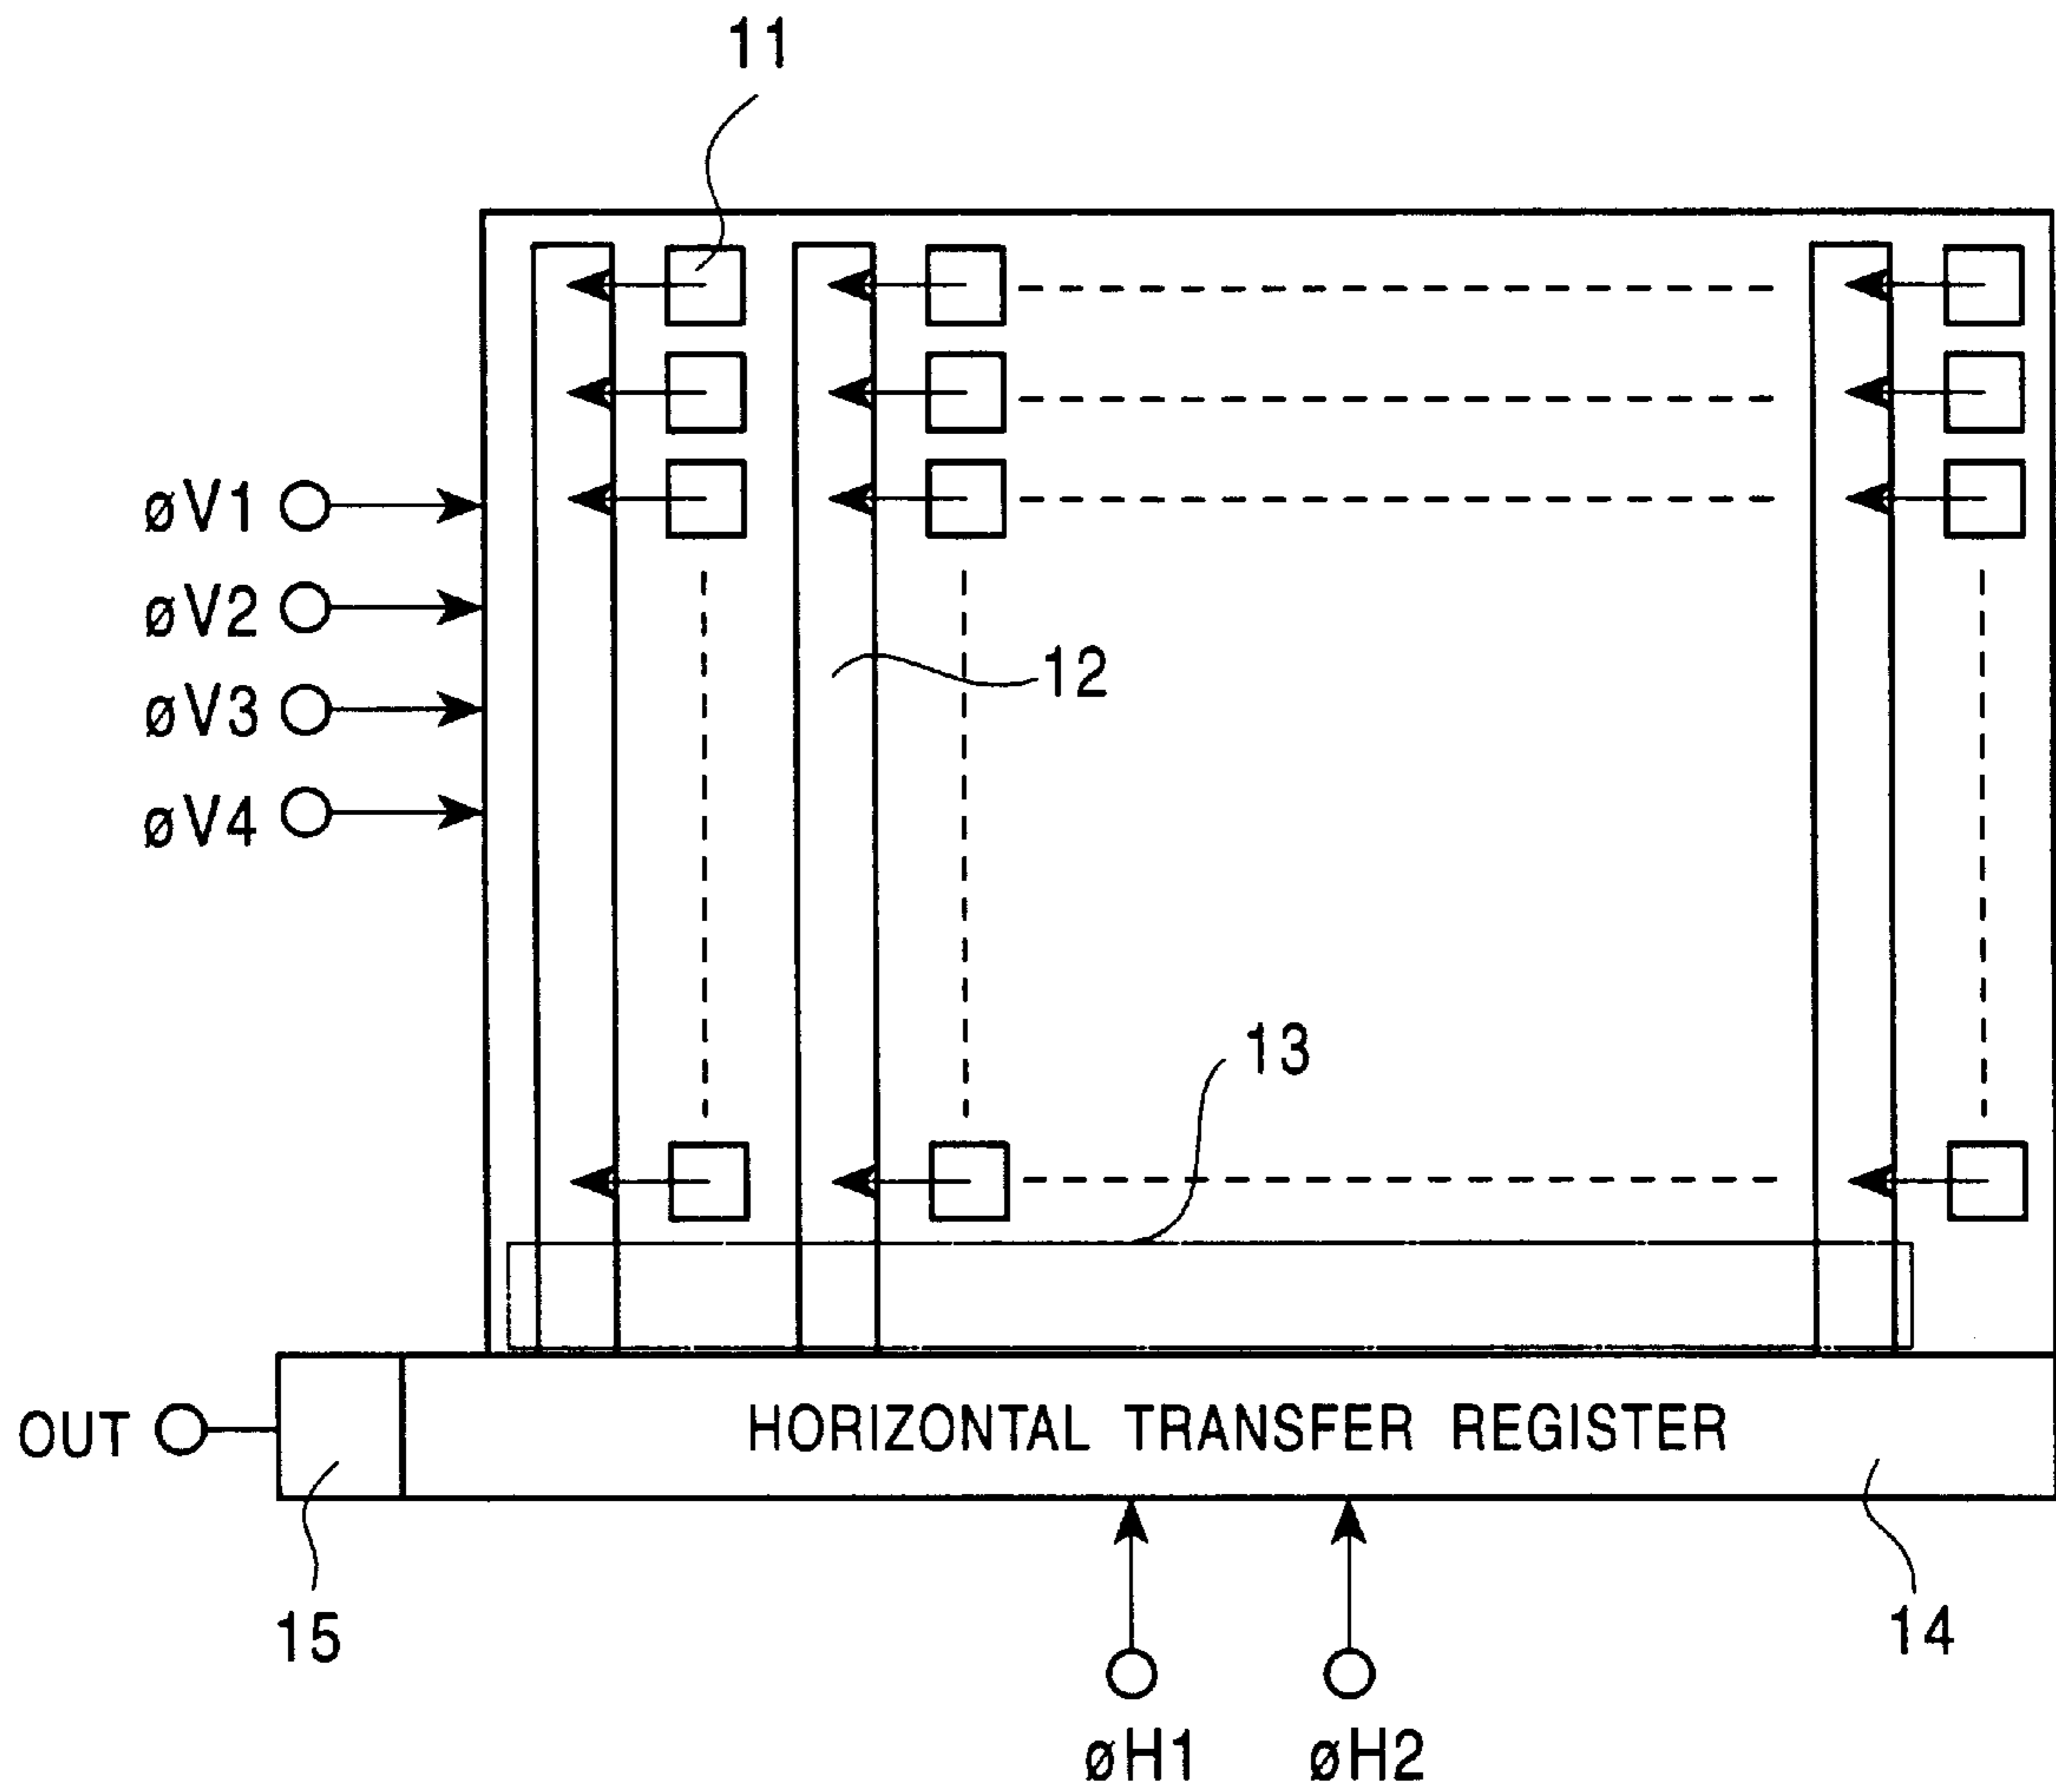 11
øV1
øV2
12
øV3
øV4
13
OUT
HORIZONTAL TRANSFER REGISTER
15
14
øH1
øH2